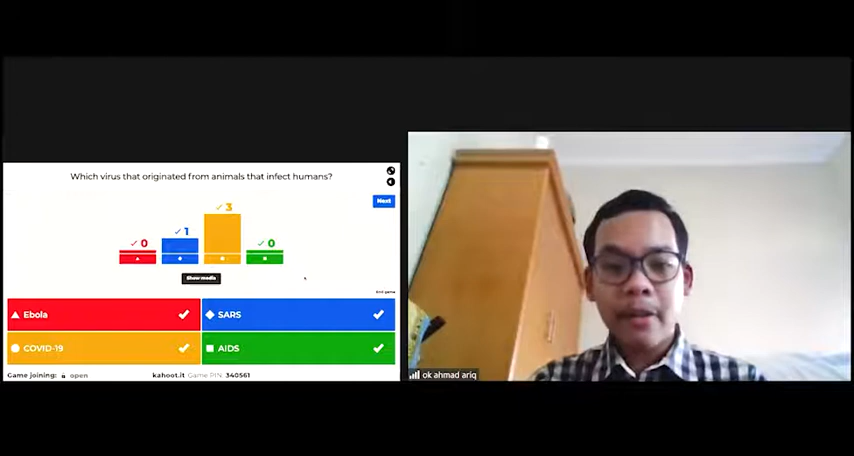 Which virus that originated from animals that infect humans?
Next
3
1
0
0
Show media
End game
Ebola
SARS
COVID-19
AIDS
Game joining: open
kahoot.it Game PIN 340561
ok ahmad ariq